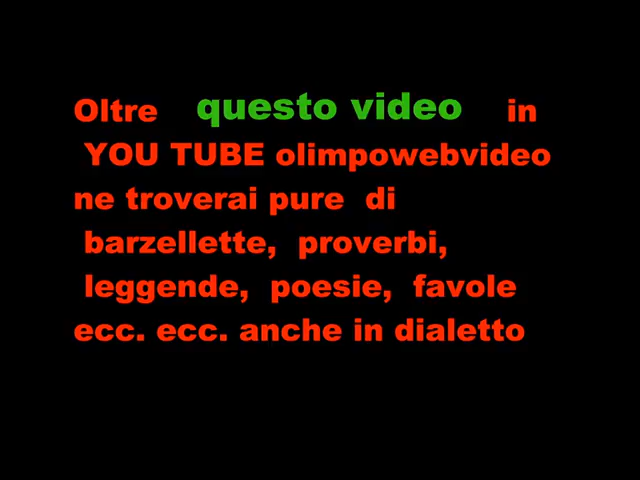 Oltre questo video in
YOU TUBE olimpowebvideo
ne troverai pure di
barzellette, proverbi,
leggende, poesie, favole
ecc. ecc. anche in dialetto